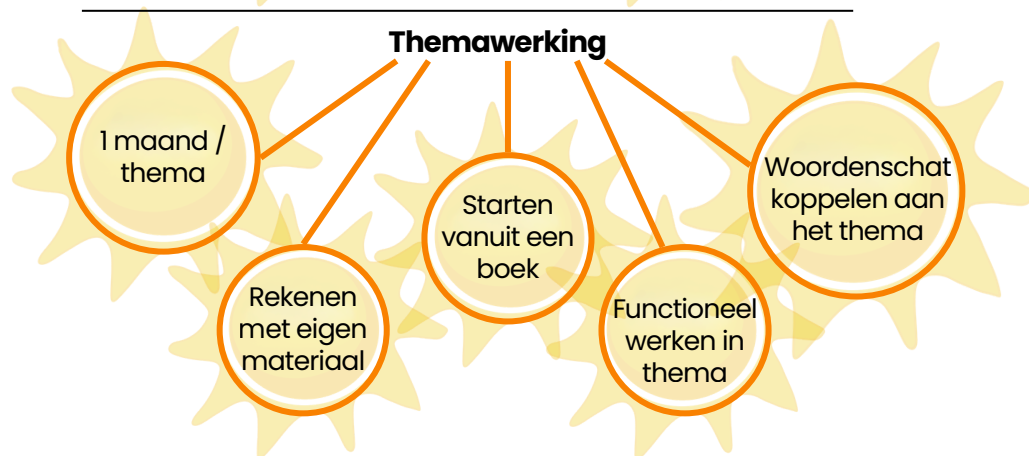 Themawerking
1 maand /
thema
Rekenen
met eigen
materiaal
Starten
vanuit een
boek
Functioneel
werken in
thema
Woordenschat
koppelen aan
het thema